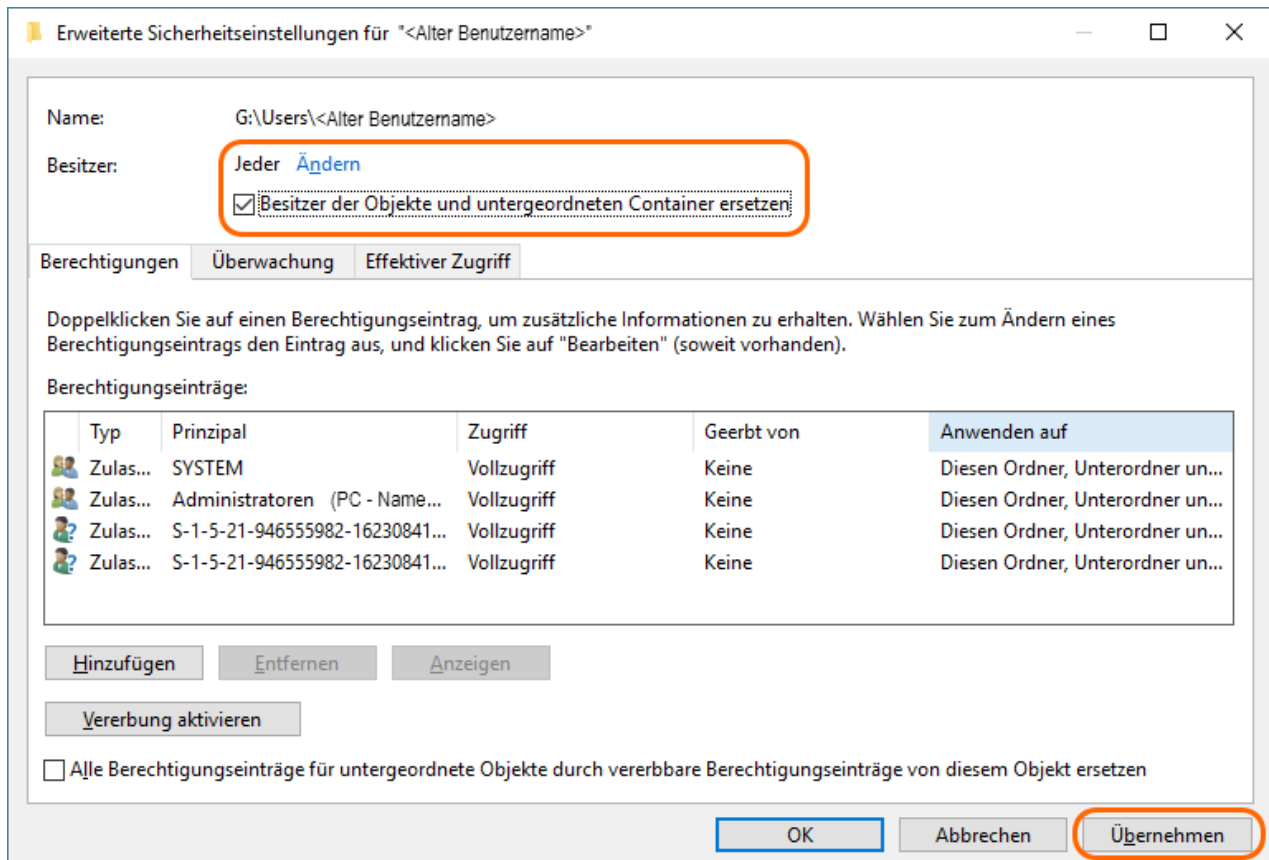 Erweiterte Sicherheitseinstellungen für "<Alter Benutzername>"
Name: G:\Users\<Alter Benutzername>
Besitzer: Jeder Ändern
Besitzer der Objekte und untergeordneten Container ersetzen
Berechtigungen Überwachung Effektiver Zugriff
Doppelklicken Sie auf einen Berechtigungseintrag, um zusätzliche Informationen zu erhalten. Wählen Sie zum Ändern eines
Berechtigungseintrags den Eintrag aus, und klicken Sie auf "Bearbeiten" (soweit vorhanden).
Berechtigungseinträge:
Typ Prinzipal Zugriff Geerbt von Anwenden auf
Zulas... SYSTEM Vollzugriff Keine Diesen Ordner, Unterordner un...
Zulas... Administratoren (PC - Name... Vollzugriff Keine Diesen Ordner, Unterordner un...
Zulas... S-1-5-21-946555982-16230841... Vollzugriff Keine Diesen Ordner, Unterordner un...
Zulas... S-1-5-21-946555982-16230841... Vollzugriff Keine Diesen Ordner, Unterordner un...
Hinzufügen Entfernen Anzeigen
Vererbung aktivieren
Alle Berechtigungseinträge für untergeordnete Objekte durch vererbbare Berechtigungseinträge von diesem Objekt ersetzen
OK Abbrechen Übernehmen